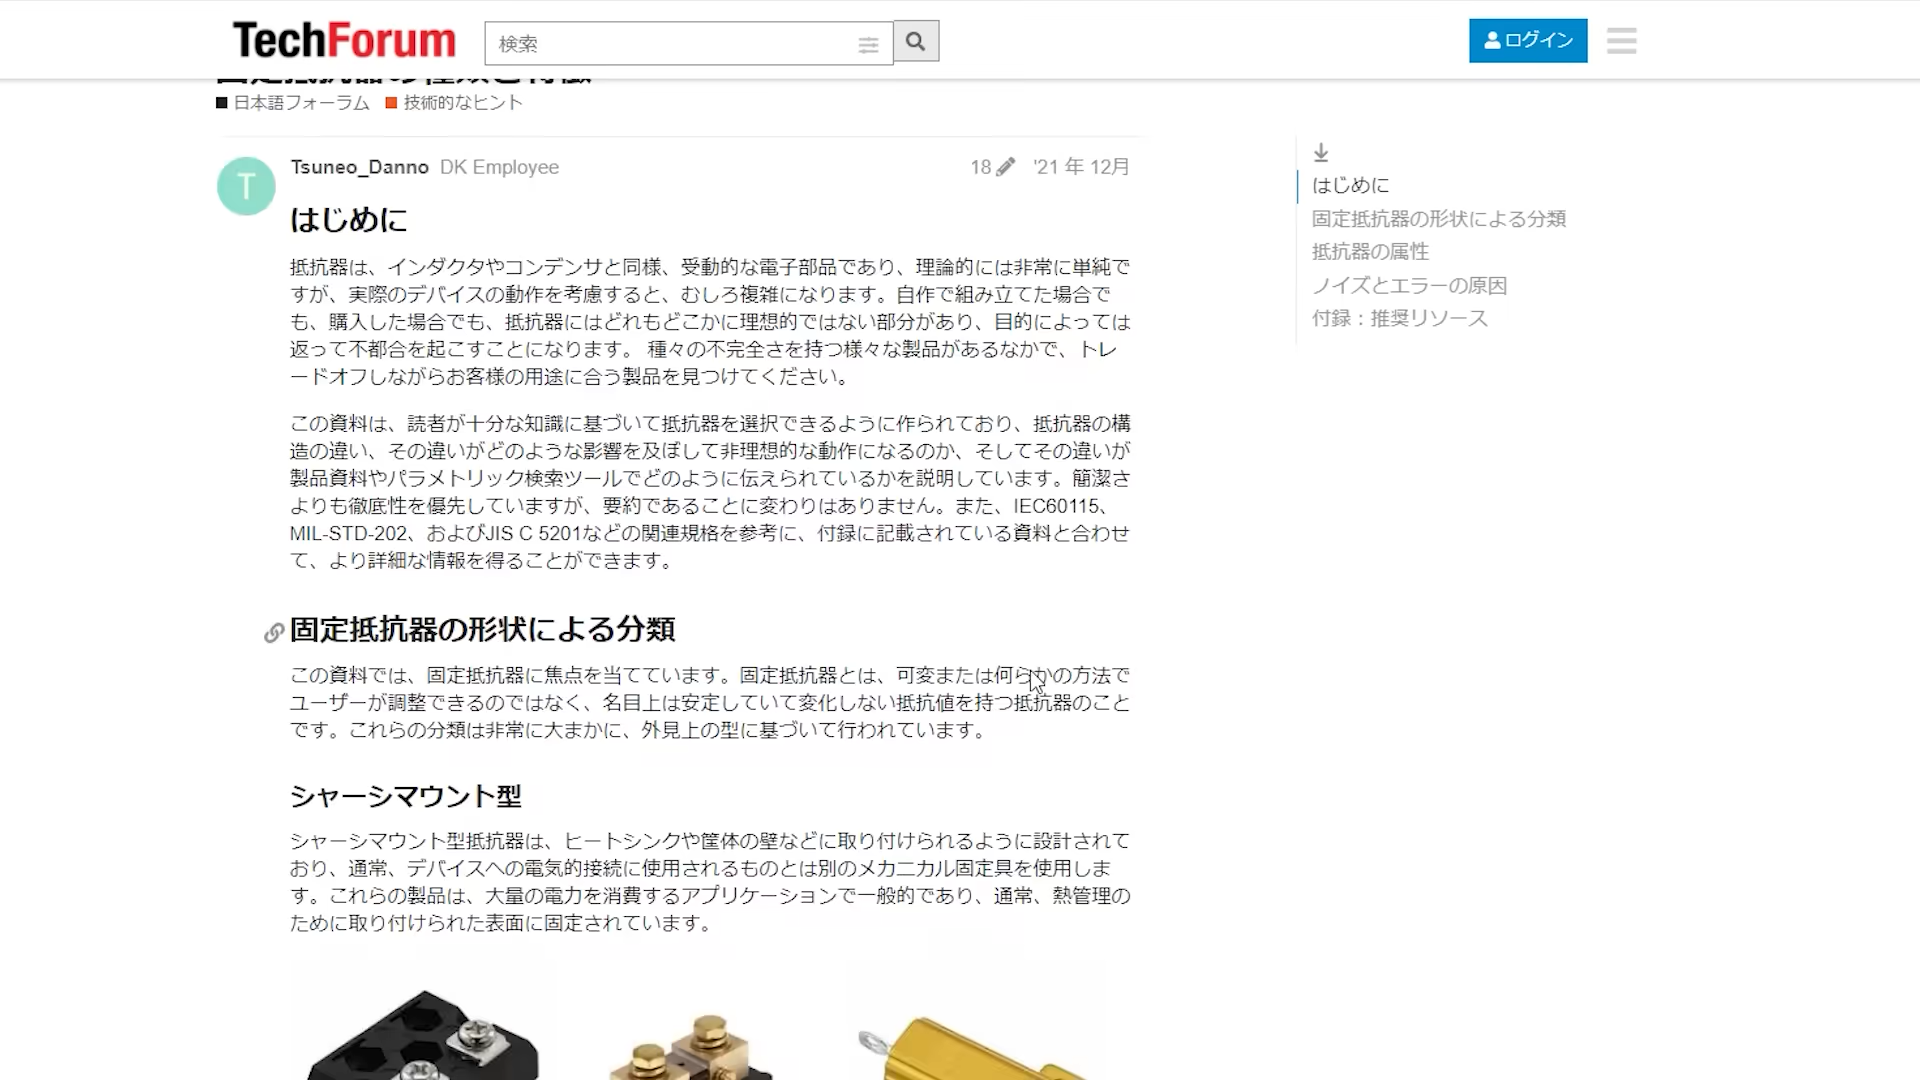 TechForum
検索
ログイン
固定抵抗器の種類と特徴
日本語フォーラム 技術的なヒント
T
Tsuneo_Danno DK Employee
18 '21 年 12月
はじめに
抵抗器は、インダクタやコンデンサと同様、受動的な電子部品であり、理論的には非常に単純で
すが、実際のデバイスの動作を考慮すると、むしろ複雑になります。自作で組み立てた場合で
も、購入した場合でも、抵抗器にはどれもどこかに理想的ではない部分があり、目的によっては
返って不都合を起こすことになります。 種々の不完全さを持つ様々な製品があるなかで、トレ
ードオフしながらお客様の用途に合う製品を見つけてください。
この資料は、読者が十分な知識に基づいて抵抗器を選択できるように作られており、抵抗器の構
造の違い、その違いがどのような影響を及ぼして非理想的な動作になるのか、そしてその違いが
製品資料やパラメトリック検索ツールでどのように伝えられているかを説明しています。簡潔さ
よりも徹底性を優先していますが、要約であることに変わりはありません。また、IEC60115、
MIL-STD-202、およびJIS C 5201などの関連規格を参考に、付録に記載されている資料と合わせ
て、より詳細な情報を得ることができます。
固定抵抗器の形状による分類
この資料では、固定抵抗器に焦点を当てています。固定抵抗器とは、可変または何らかの方法で
ユーザーが調整できるのではなく、名目上は安定していて変化しない抵抗値を持つ抵抗器のこと
です。これらの分類は非常に大まかに、外見上の型に基づいて行われています。
シャーシマウント型
シャーシマウント型抵抗器は、ヒートシンクや筐体の壁などに取り付けられるように設計されて
おり、通常、デバイスへの電気的接続に使用されるものとは別のメカニカル固定具を使用しま
す。これらの製品は、大量の電力を消費するアプリケーションで一般的であり、通常、熱管理の
ために取り付けられた表面に固定されています。
はじめに
固定抵抗器の形状による分類
抵抗器の属性
ノイズとエラーの原因
付録：推奨リソース